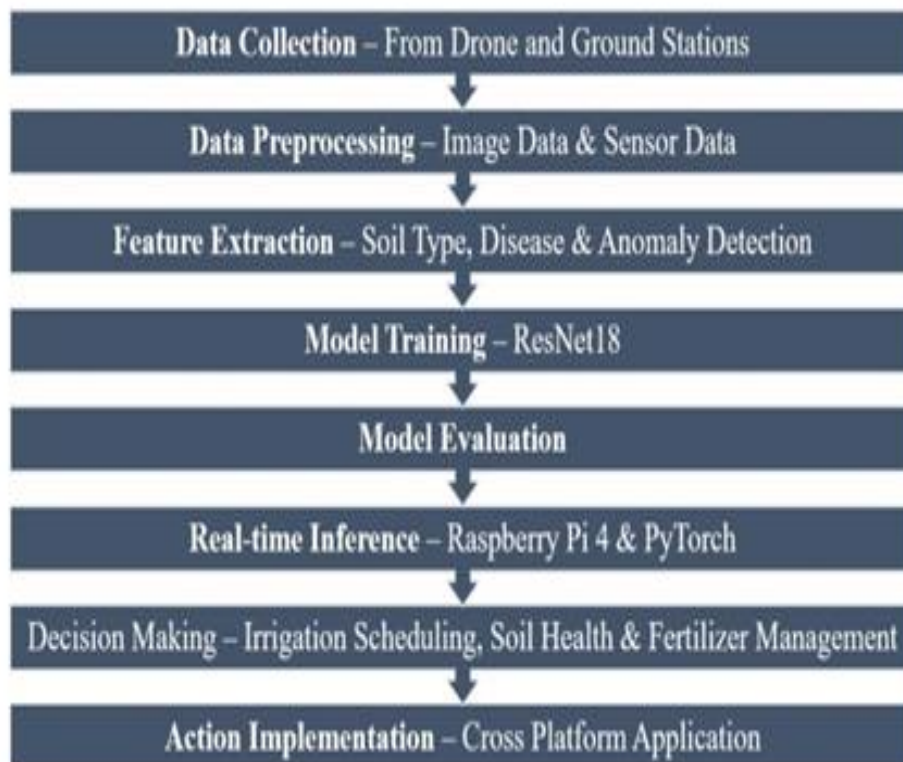 Data Collection – From Drone and Ground Stations
Data Preprocessing – Image Data & Sensor Data
Feature Extraction – Soil Type, Disease & Anomaly Detection
Model Training – ResNet18
Model Evaluation
Real-time Inference – Raspberry Pi 4 & PyTorch
Decision Making – Irrigation Scheduling, Soil Health & Fertilizer Management
Action Implementation – Cross Platform Application